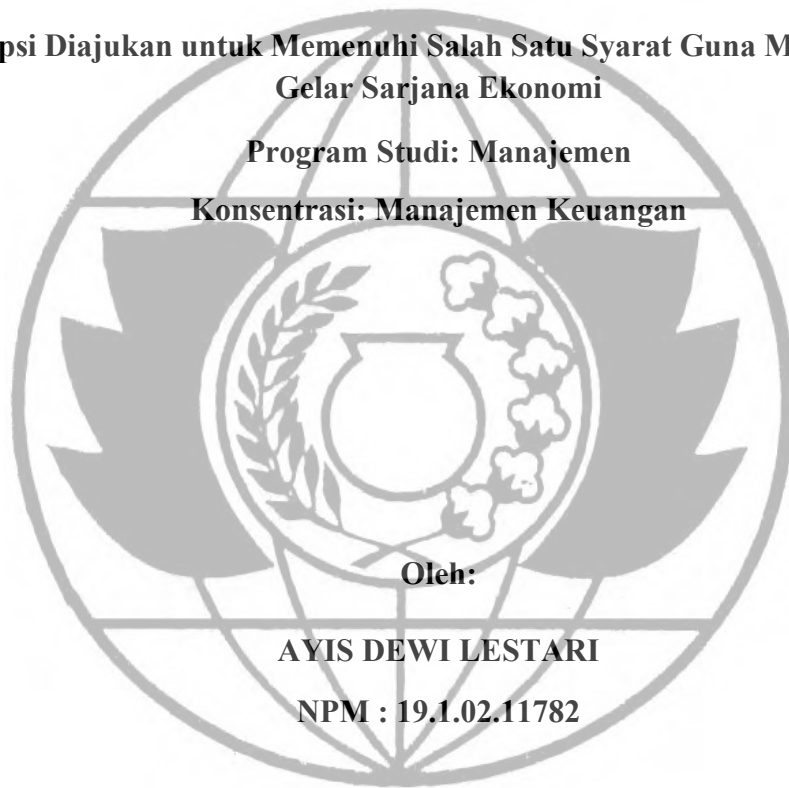 psi Diajukan untuk Memenuhi Salah Satu Syarat Guna M
Gelar Sarjana Ekonomi
Program Studi: Manajemen
Konsentrasi: Manajemen Keuangan
Oleh:
AYIS DEWI LESTARI
NPM : 19.1.02.11782